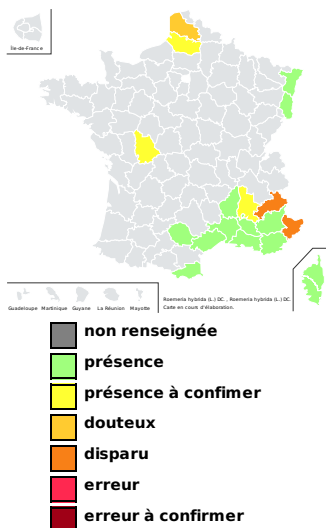 Île-de-France
Guadeloupe Martinique Guyane La Réunion Mayotte
Roemeria hybrida (L.) DC., Roemeria hybrida (L.) DC.
Carte en cours d'élaboration.
non renseignée
présence
présence à confimer
douteux
disparu
erreur
erreur à confirmer